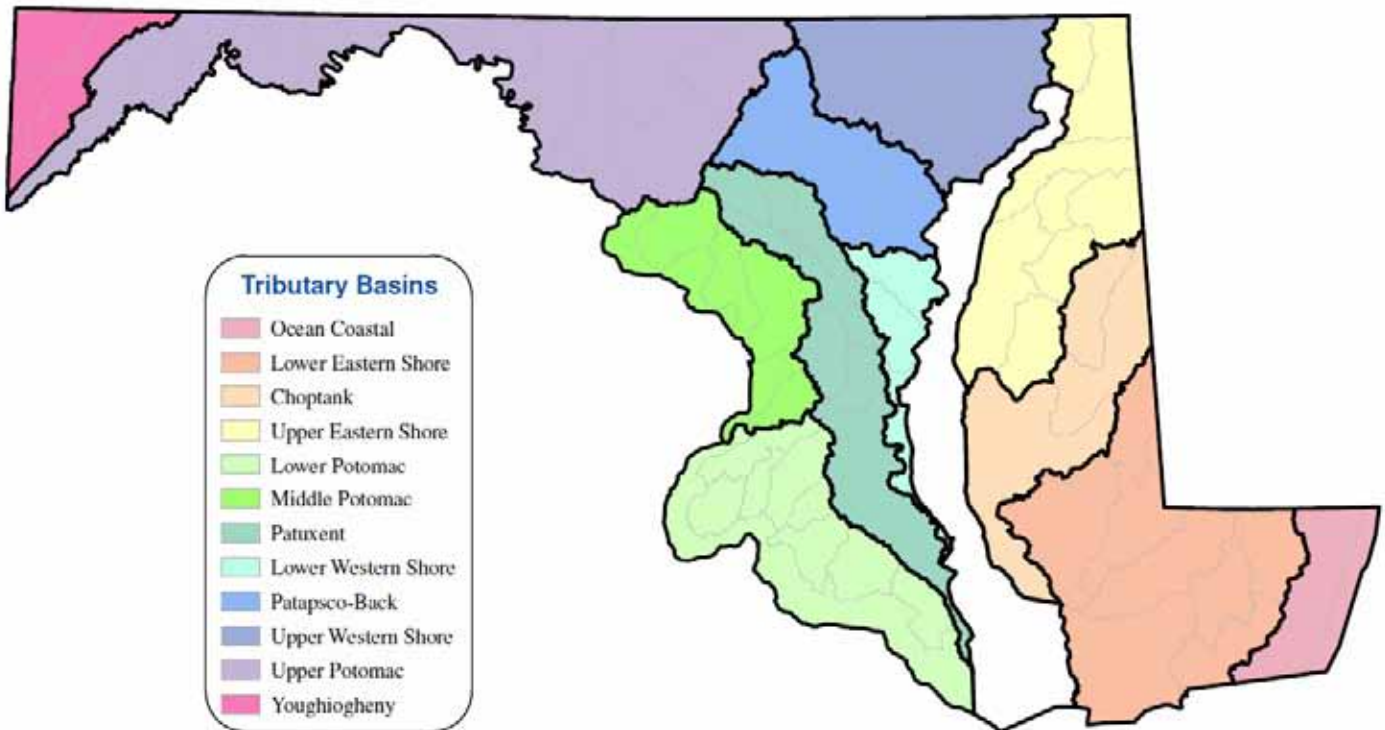 Tributary Basins
Ocean Coastal
Lower Eastern Shore
Choptank
Upper Eastern Shore
Lower Potomac
Middle Potomac
Patuxent
Lower Western Shore
Patapsco-Back
Upper Western Shore
Upper Potomac
Youghiogheny